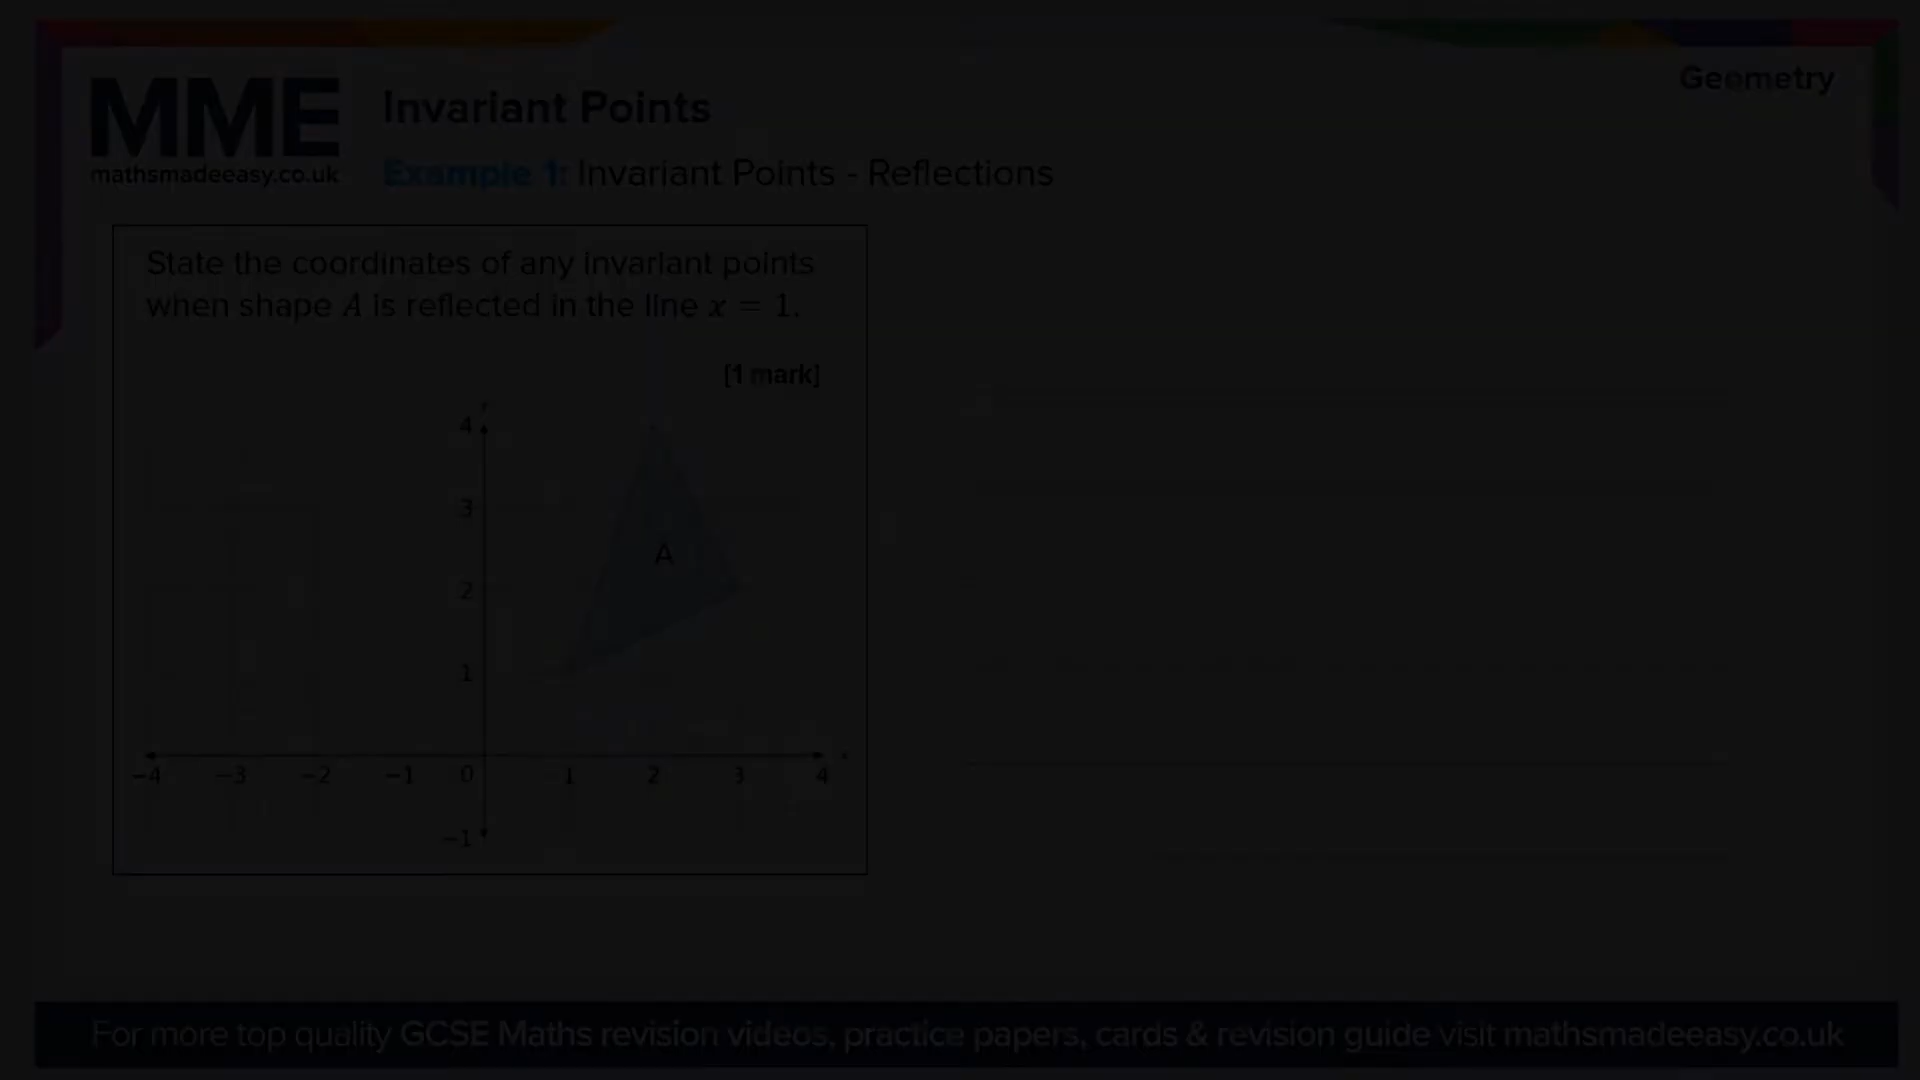 MME
mathsmadeeasy.co.uk
Invariant Points
Geometry
Example 1: Invariant Points - Reflections
State the coordinates of any invariant points
when shape A is reflected in the line x = 1.
[1 mark]
4
3
A
2
1
−4 −3 −2 −1 0 1 2 3 4
−1
For more top quality GCSE Maths revision videos, practice papers, cards & revision guide visit mathsmadeeasy.co.uk